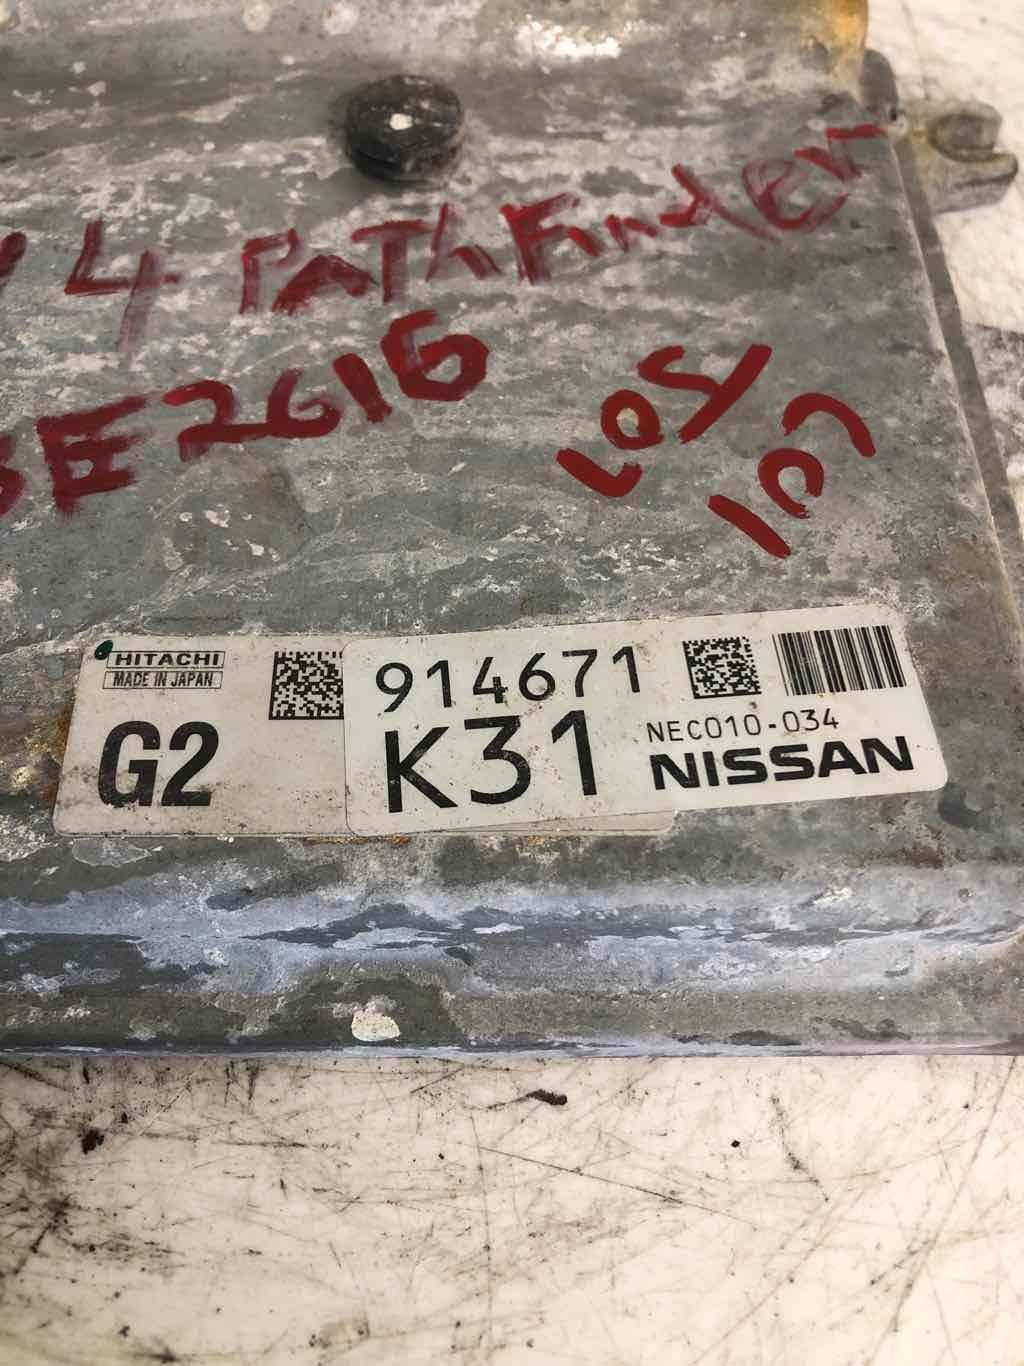 4 PATHFinder
BE2616
LOS/
107
HITACHI
MADE IN JAPAN
G2
914671
K31
NEC010-034
NISSAN